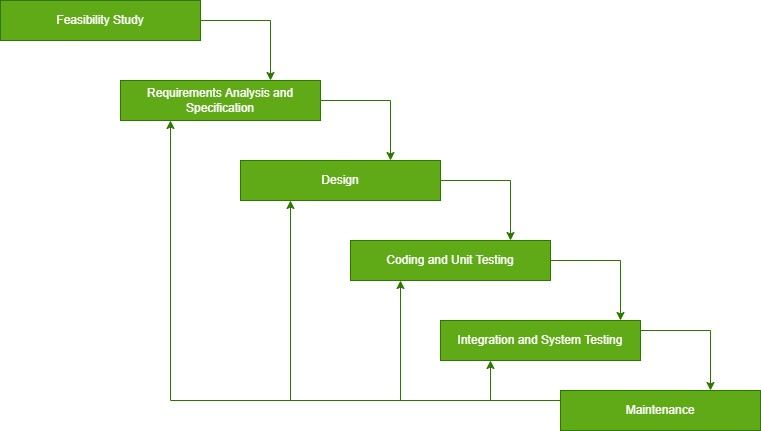 Feasibility Study
Requirements Analysis and
Specification
Design
Coding and Unit Testing
Integration and System Testing
Maintenance